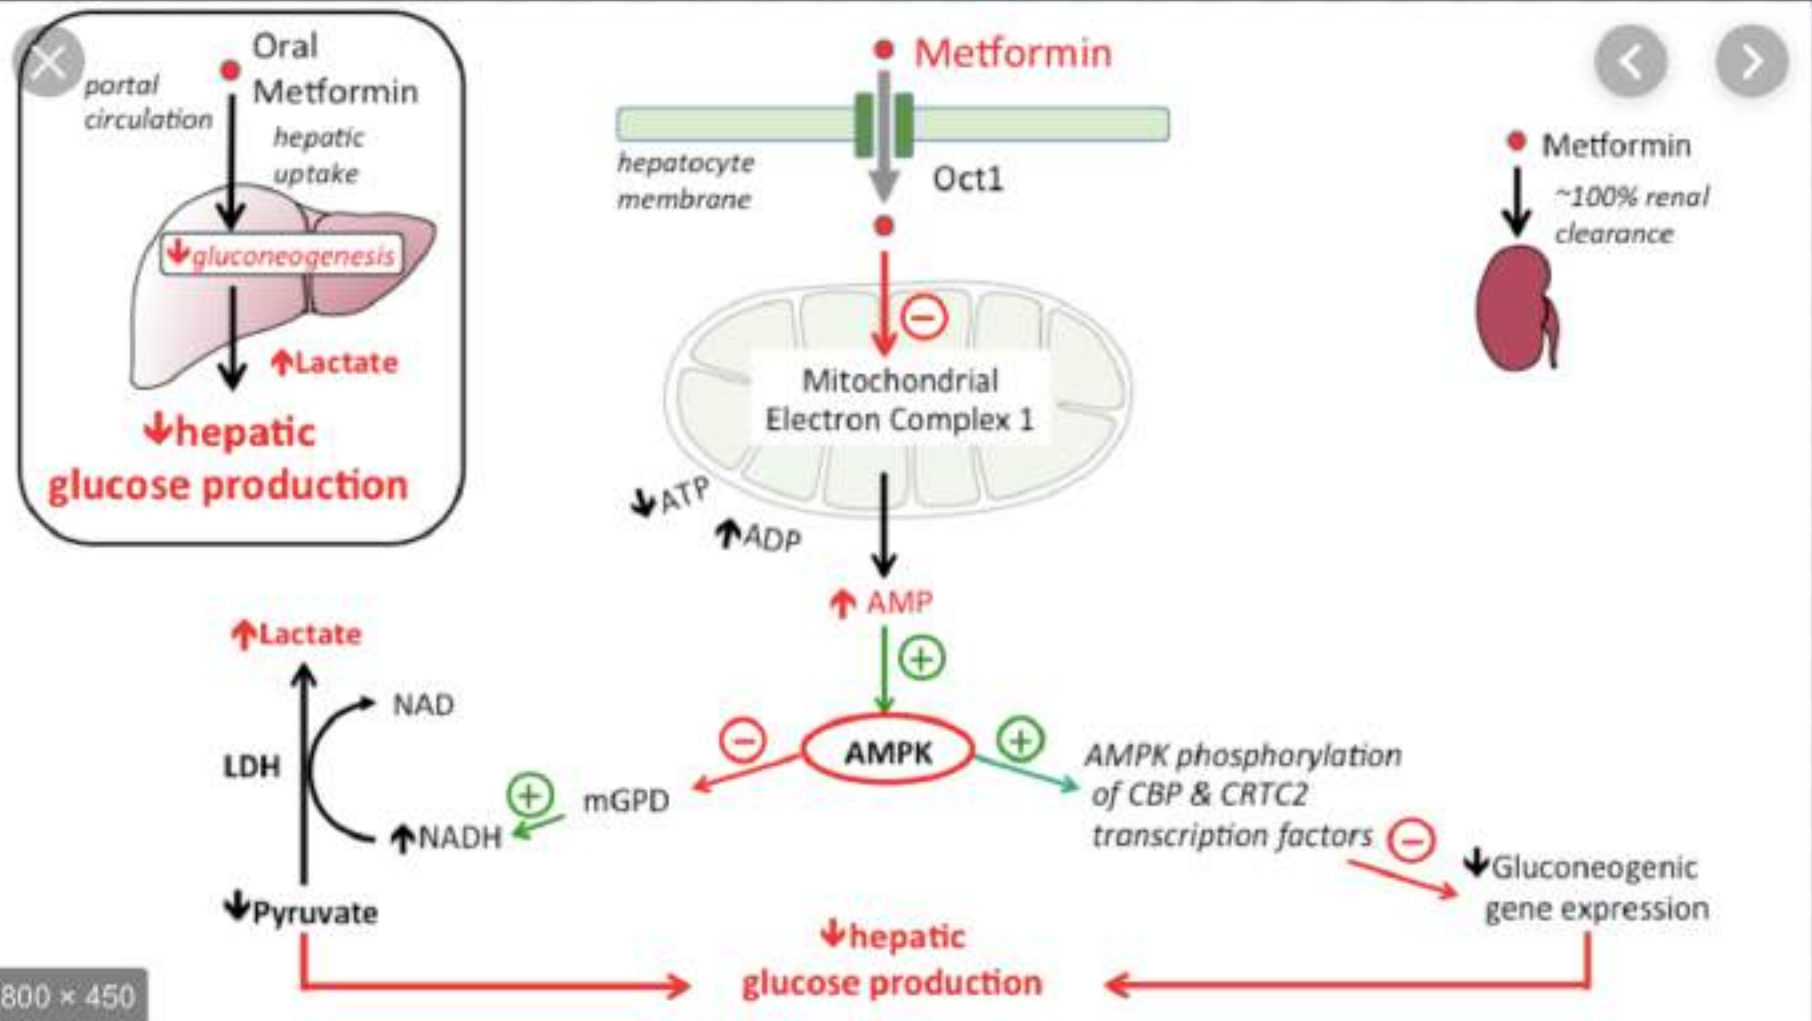 Oral
Metformin
portal
circulation
hepatic
uptake
↓gluconeogenesis
↑Lactate
↓hepatic
glucose production
Metformin
hepatocyte
membrane
Oct1
Mitochondrial
Electron Complex 1
↓ATP
↑ADP
↑ AMP
AMPK
mGPD
↑Lactate
NAD
LDH
↑NADH
↓Pyruvate
AMPK phosphorylation
of CBP & CRTC2
transcription factors
↓Gluconeogenic
gene expression
↓hepatic
glucose production
Metformin
~100% renal
clearance
800 × 450